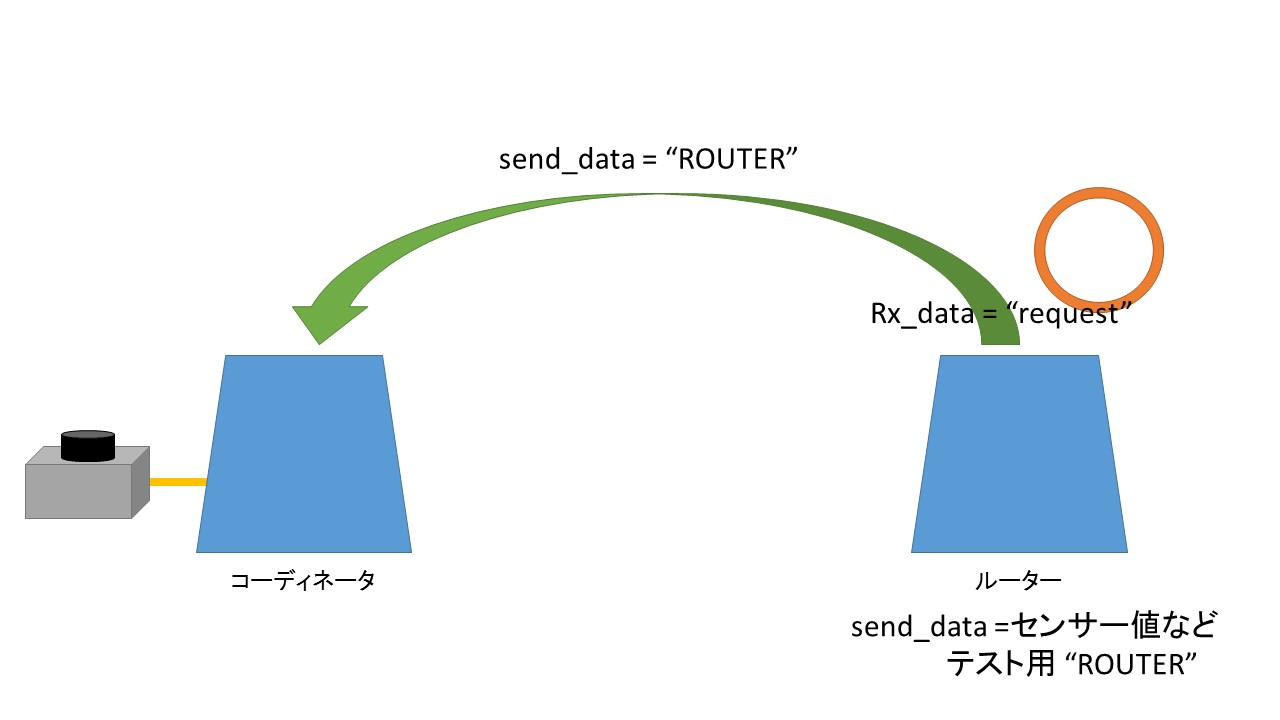 send_data = “ROUTER”
Rx_data = “request”
コーディネータ
ルーター
send_data =センサー値など
テスト用 “ROUTER”